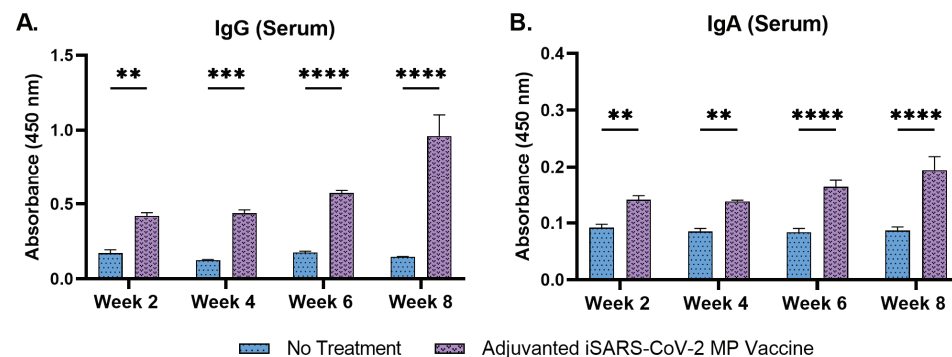 A.
IgG (Serum)
Absorbance (450 nm)
1.5
1.0
0.5
0.0
** *** **** ****
Week 2 Week 4 Week 6 Week 8
B.
IgA (Serum)
Absorbance (450 nm)
0.4
0.3
0.2
0.1
0.0
** ** **** ****
Week 2 Week 4 Week 6 Week 8
No Treatment Adjuvanted iSARS-CoV-2 MP Vaccine